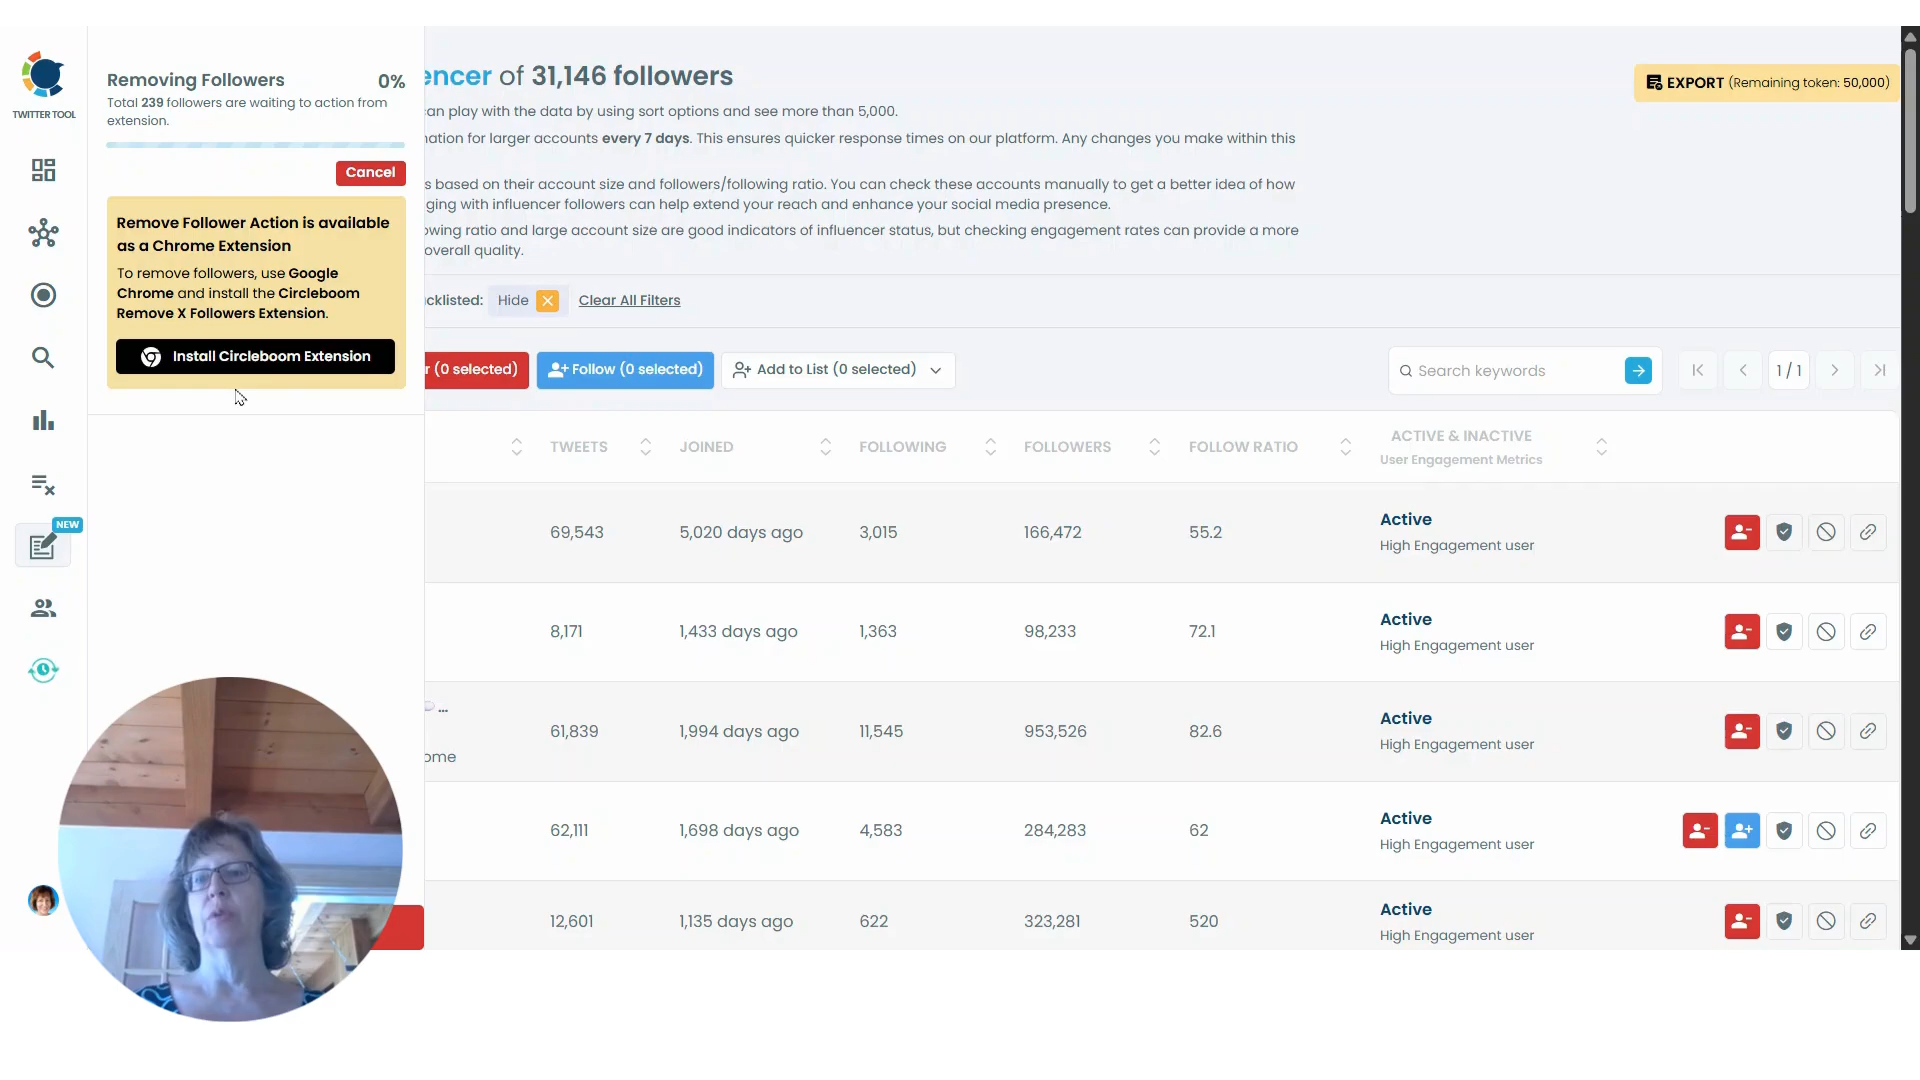 TWITTER TOOL
NEW
Removing Followers
0%
Total 239 followers are waiting to action from
extension.
Cancel
Remove Follower Action is available
as a Chrome Extension
To remove followers, use Google
Chrome and install the Circleboom
Remove X Followers Extension.
Install Circleboom Extension
encer of 31,146 followers
EXPORT (Remaining token: 50,000)
an play with the data by using sort options and see more than 5,000.
nation for larger accounts every 7 days. This ensures quicker response times on our platform. Any changes you make within this
s based on their account size and followers/following ratio. You can check these accounts manually to get a better idea of how
ging with influencer followers can help extend your reach and enhance your social media presence.
owing ratio and large account size are good indicators of influencer status, but checking engagement rates can provide a more
overall quality.
cklisted: Hide Clear All Filters
r (0 selected) Follow (0 selected) Add to List (0 selected) Search keywords 1 / 1
TWEETS JOINED FOLLOWING FOLLOWERS FOLLOW RATIO ACTIVE & INACTIVE
User Engagement Metrics
69,543 5,020 days ago 3,015 166,472 55.2 Active
High Engagement user
8,171 1,433 days ago 1,363 98,233 72.1 Active
High Engagement user
...
61,839 1,994 days ago 11,545 953,526 82.6 Active
High Engagement user
ome
62,111 1,698 days ago 4,583 284,283 62 Active
High Engagement user
12,601 1,135 days ago 622 323,281 520 Active
High Engagement user